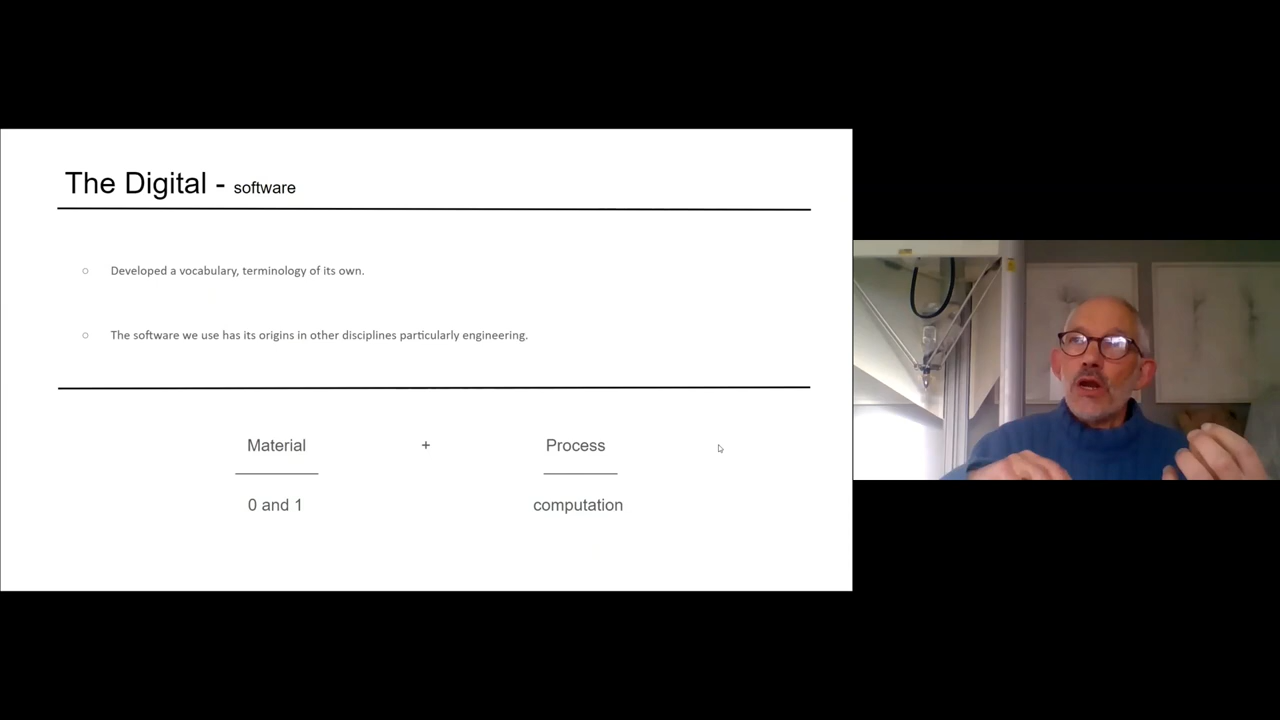 The Digital - software
○ Developed a vocabulary, terminology of its own.
○ The software we use has its origins in other disciplines particularly engineering.
Material + Process
0 and 1 computation